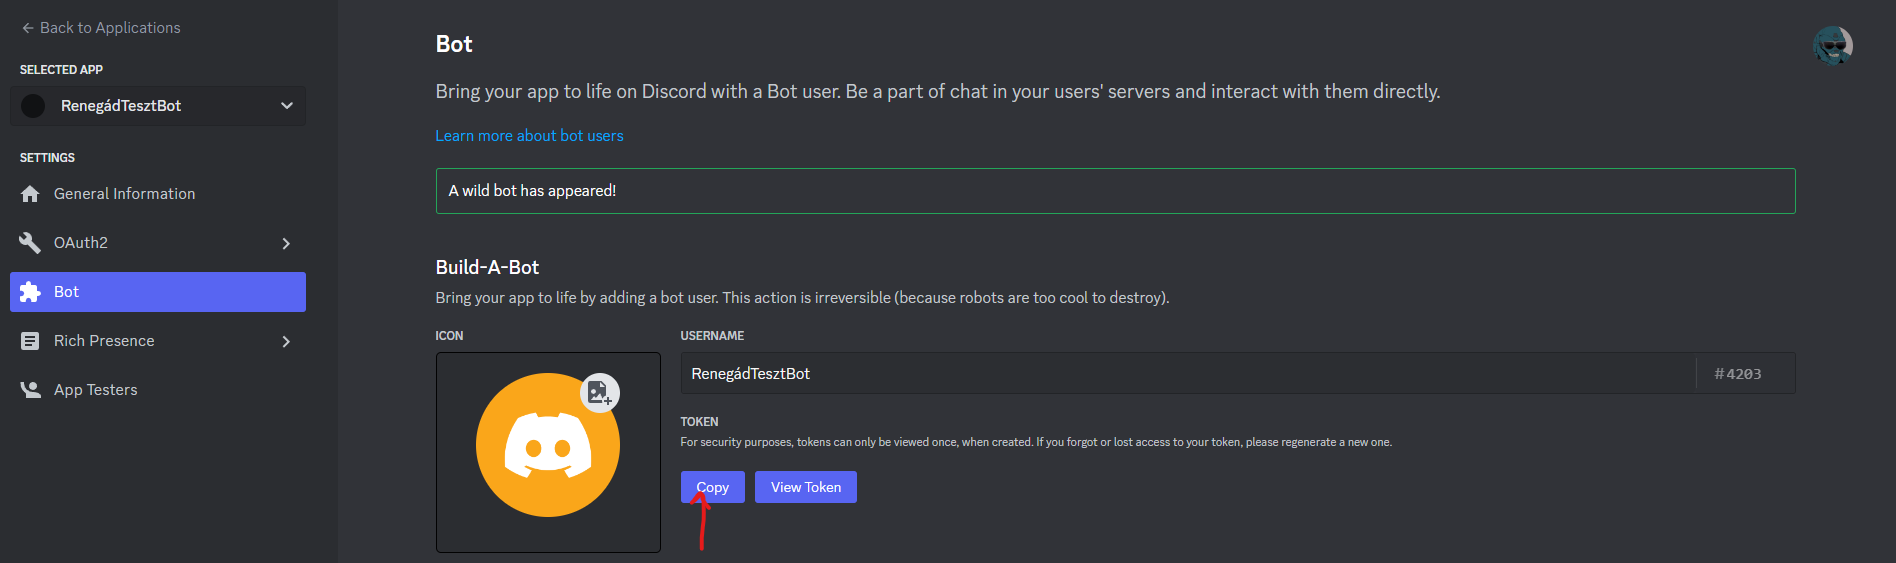 Back to Applications
SELECTED APP
RenegádTesztBot
SETTINGS
General Information
OAuth2
Bot
Rich Presence
App Testers
Bot
Bring your app to life on Discord with a Bot user. Be a part of chat in your users' servers and interact with them directly.
Learn more about bot users
A wild bot has appeared!
Build-A-Bot
Bring your app to life by adding a bot user. This action is irreversible (because robots are too cool to destroy).
ICON
USERNAME
RenegádTesztBot
#4203
TOKEN
For security purposes, tokens can only be viewed once, when created. If you forgot or lost access to your token, please regenerate a new one.
Copy
View Token